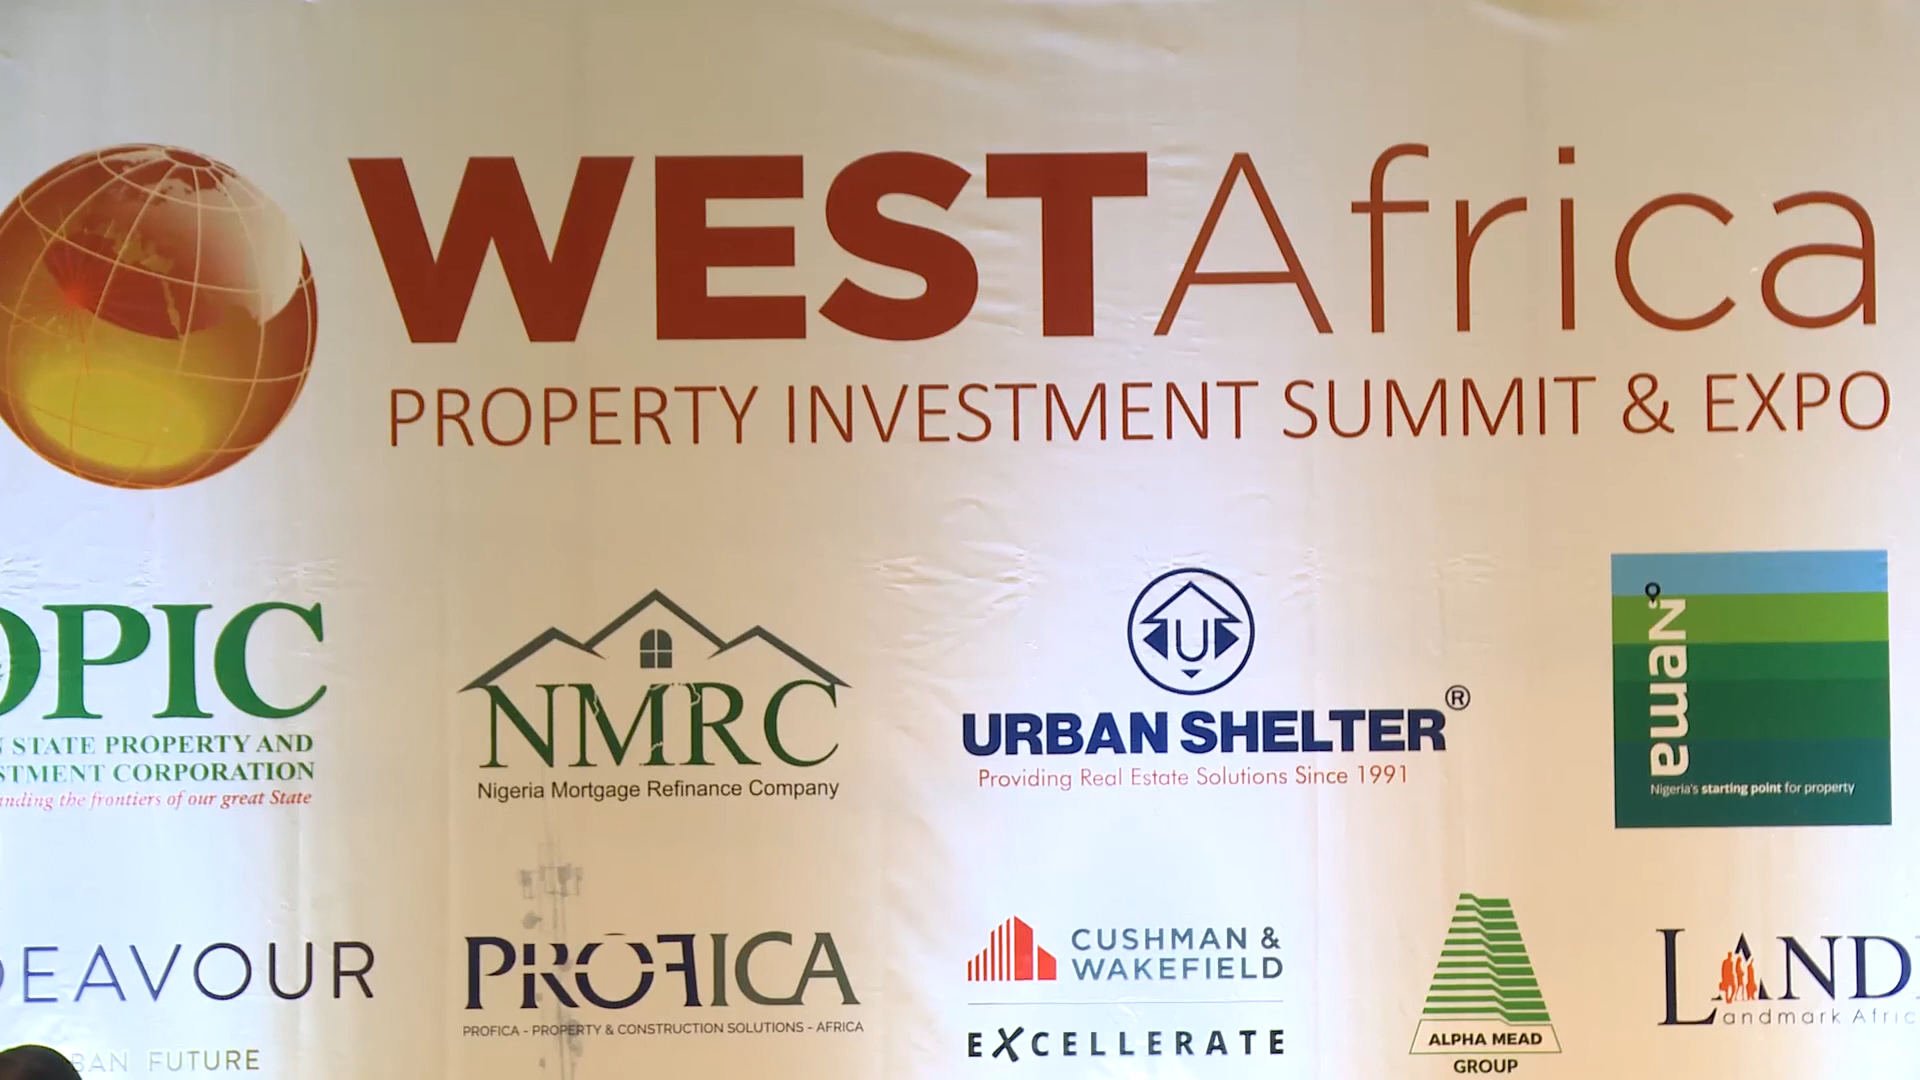 WESTAfrica
PROPERTY INVESTMENT SUMMIT & EXPO
OPIC
STATE PROPERTY AND
STMENT CORPORATION
nding the frontiers of our great State
NMRC
Nigeria Mortgage Refinance Company
U
URBAN SHELTER®
Providing Real Estate Solutions Since 1991
Nema
Nigeria's starting point for property
DEAVOUR
BAN FUTURE
PROFICA
PROFICA - PROPERTY & CONSTRUCTION SOLUTIONS - AFRICA
CUSHMAN &
WAKEFIELD
EXCELLERATE
ALPHA MEAD
GROUP
LAND
Landmark Afric